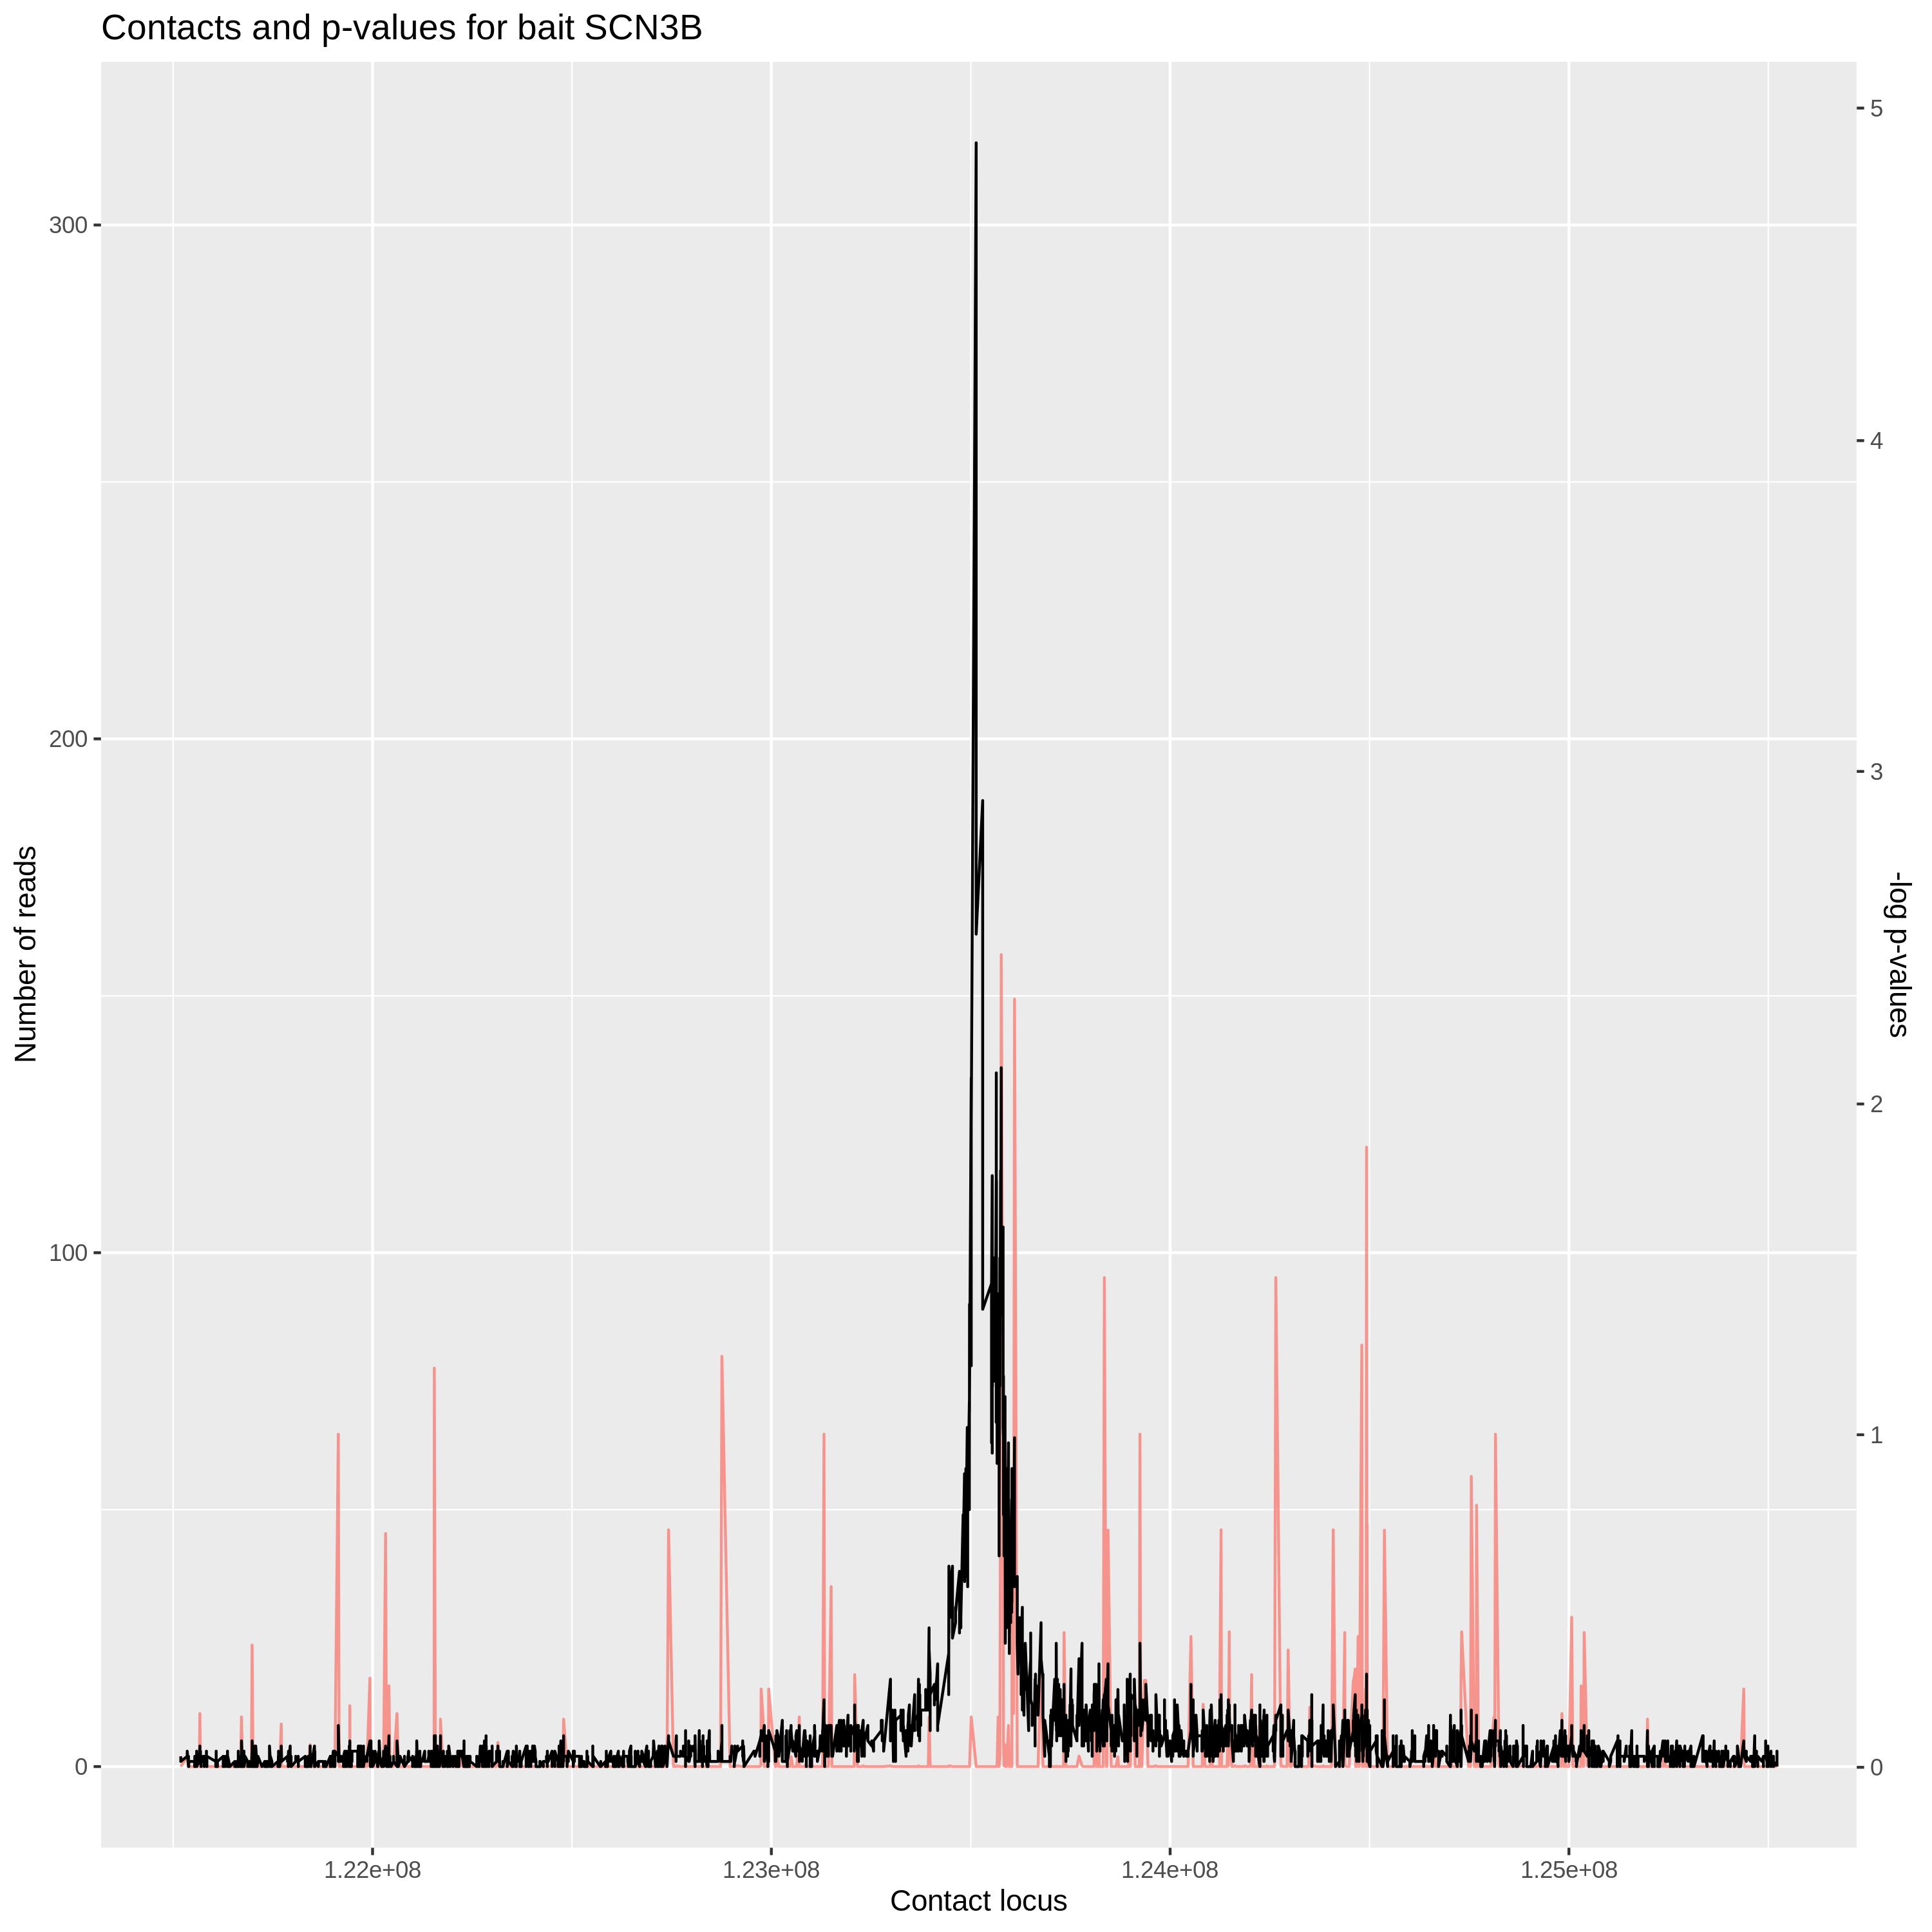 Contacts and p-values for bait SCN3B
Number of reads
300
200
100
0
5
4
3
2
1
0
-log p-values
1.22e+08
1.23e+08
1.24e+08
1.25e+08
Contact locus